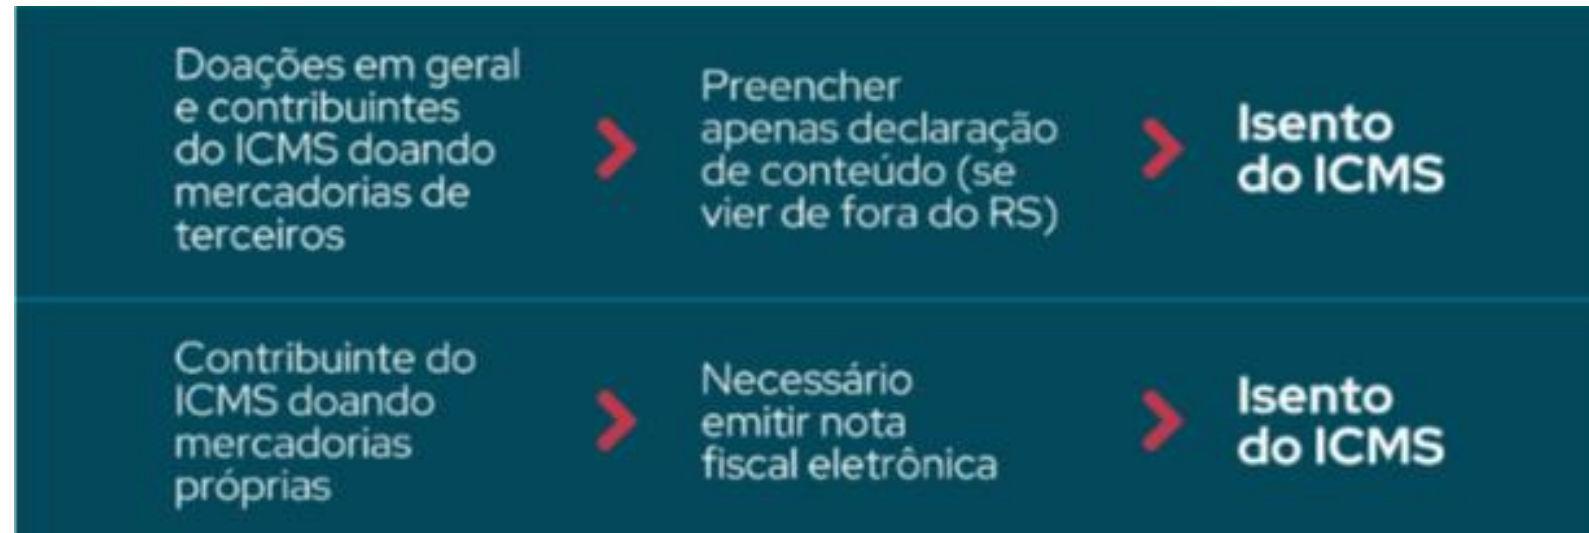 Doações em geral
e contribuintes
do ICMS doando
mercadorias de
terceiros
Preencher
apenas declaração
de conteúdo (se
vier de fora do RS)
Isento
do ICMS
Contribuinte do
ICMS doando
mercadorias
próprias
Necessário
emitir nota
fiscal eletrônica
Isento
do ICMS